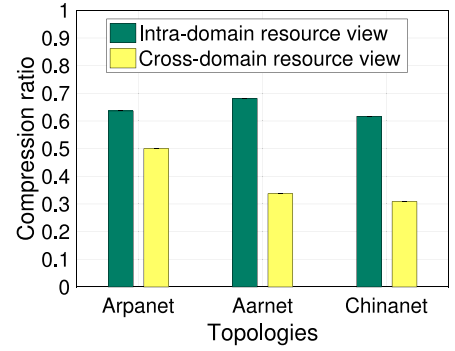 Intra-domain resource view
Cross-domain resource view
Compression ratio
1
0.9
0.8
0.7
0.6
0.5
0.4
0.3
0.2
0.1
0
Arpanet
Aarnet
Chinanet
Topologies